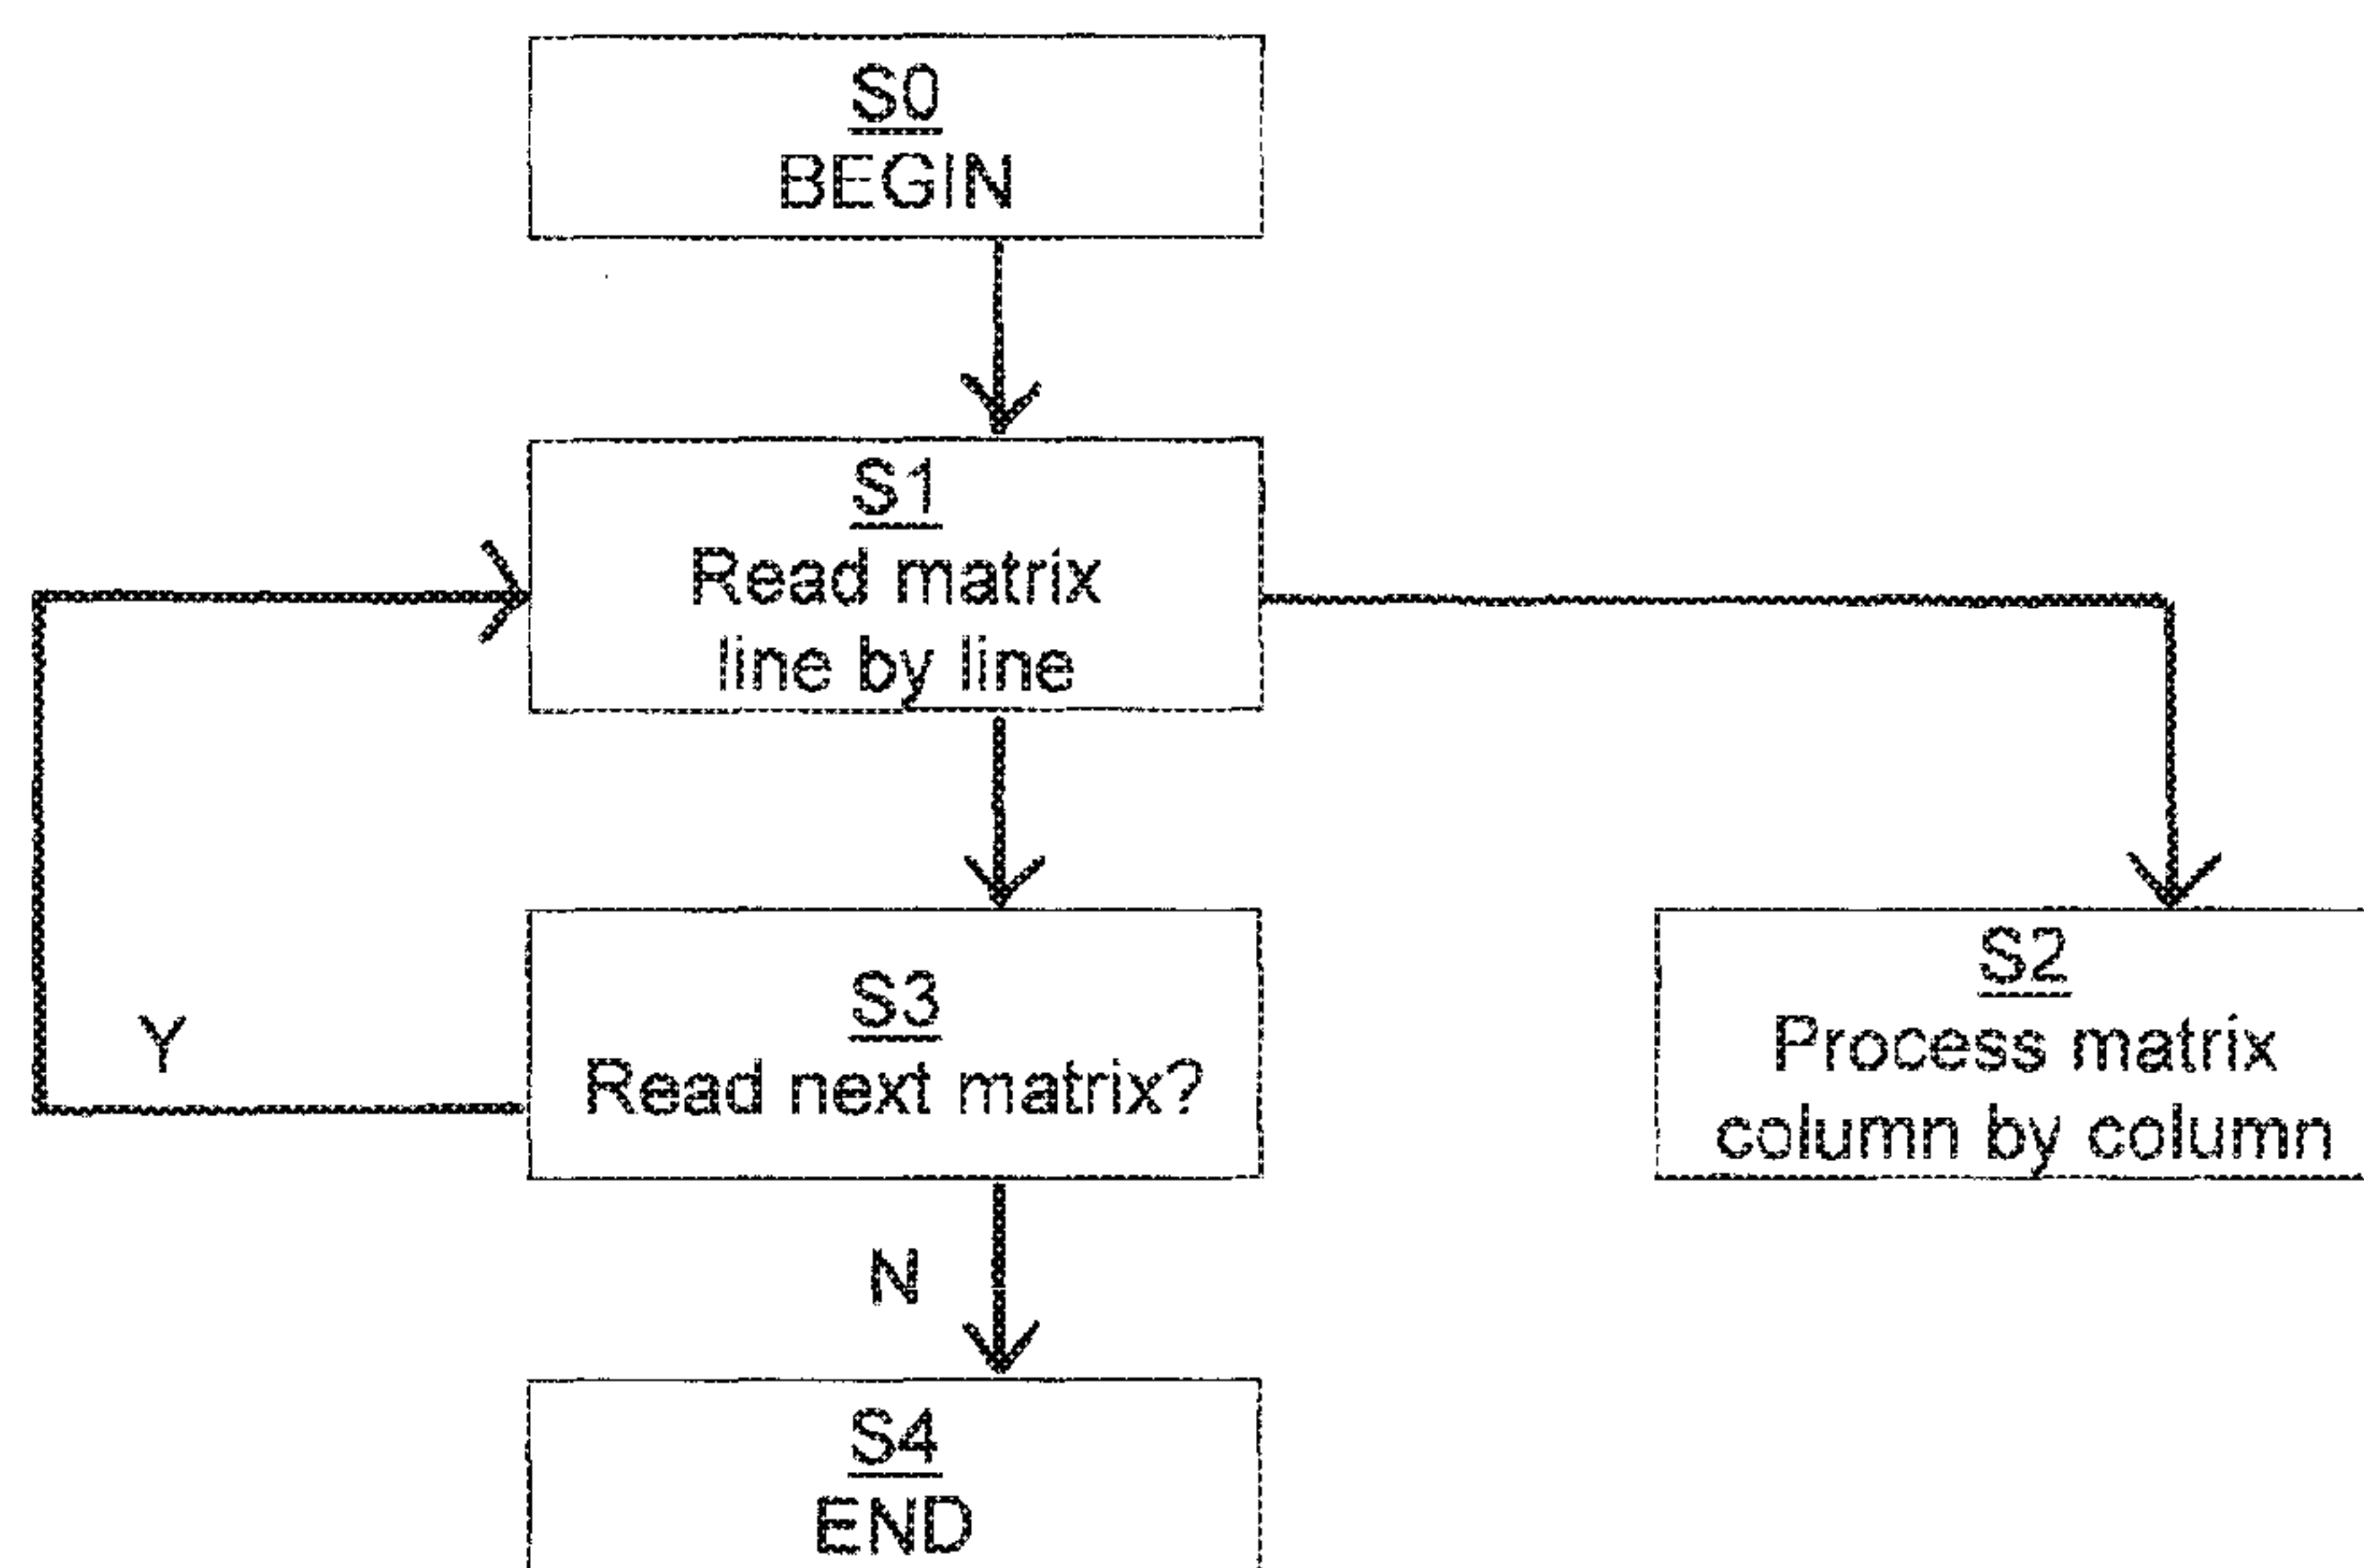 S0
BEGIN
S1
Read matrix
line by line
S3
Read next matrix?
Y
S2
Process matrix
column by column
N
S4
END